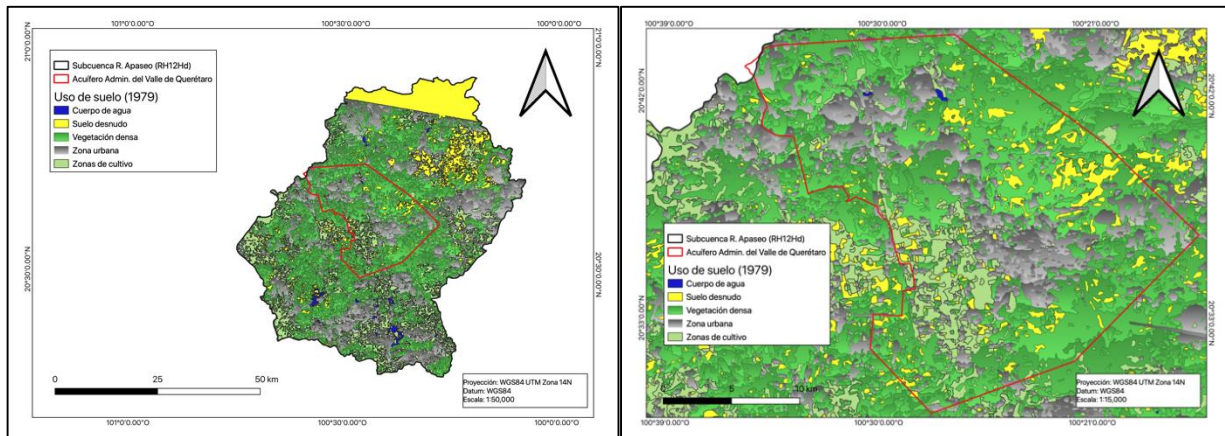 101°0'0.00"N 100°30'0.00"N 100°0'0.00"N
21°0'0.00"N
21°0'0.00"N
Subcuenca R. Apaseo (RH12Hd)
Acuífero Admin. del Valle de Querétaro
Uso de suelo (1979)
Cuerpo de agua
Suelo desnudo
Vegetación densa
Zona urbana
Zonas de cultivo
20°30'0.00"N
20°30'0.00"N
0 25 50 km
Proyección: WGS84 UTM Zona 14N
Datum: WGS84
Escala: 1:50,000
101°0'0.00"N 100°30'0.00"N 100°0'0.00"N
100°39'0.00"N 100°30'0.00"N 100°21'0.00"N
20°42'0.00"N
20°42'0.00"N
Subcuenca R. Apaseo (RH12Hd)
Acuífero Admin. del Valle de Querétaro
Uso de suelo (1979)
Cuerpo de agua
Suelo desnudo
Vegetación densa
Zona urbana
Zonas de cultivo
20°33'0.00"N
20°33'0.00"N
0 5 10 km
Proyección: WGS84 UTM Zona 14N
Datum: WGS84
Escala: 1:15,000
100°39'0.00"N 100°30'0.00"N 100°21'0.00"N